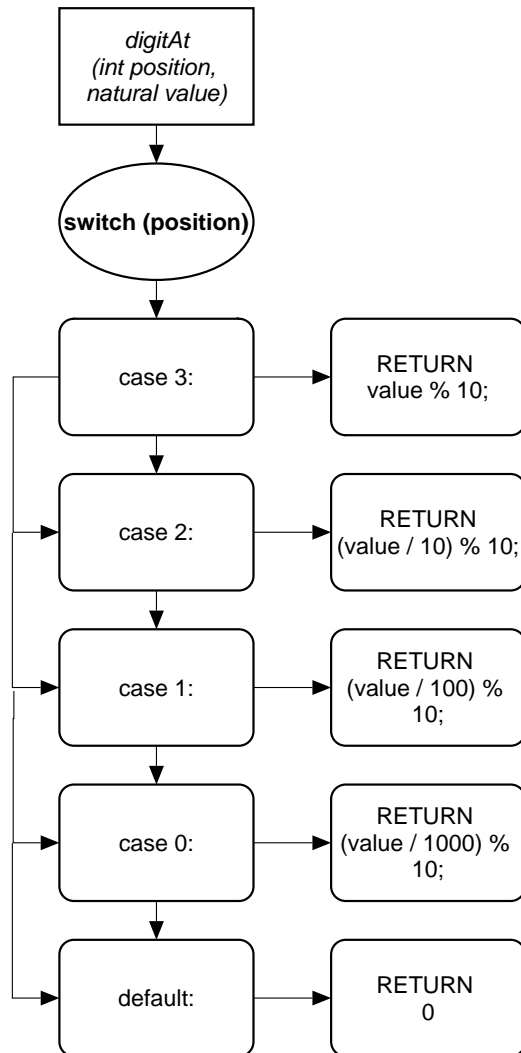 digitAt
(int position,
natural value)
switch (position)
case 3:
RETURN
value % 10;
case 2:
RETURN
(value / 10) % 10;
case 1:
RETURN
(value / 100) %
10;
case 0:
RETURN
(value / 1000) %
10;
default:
RETURN
0